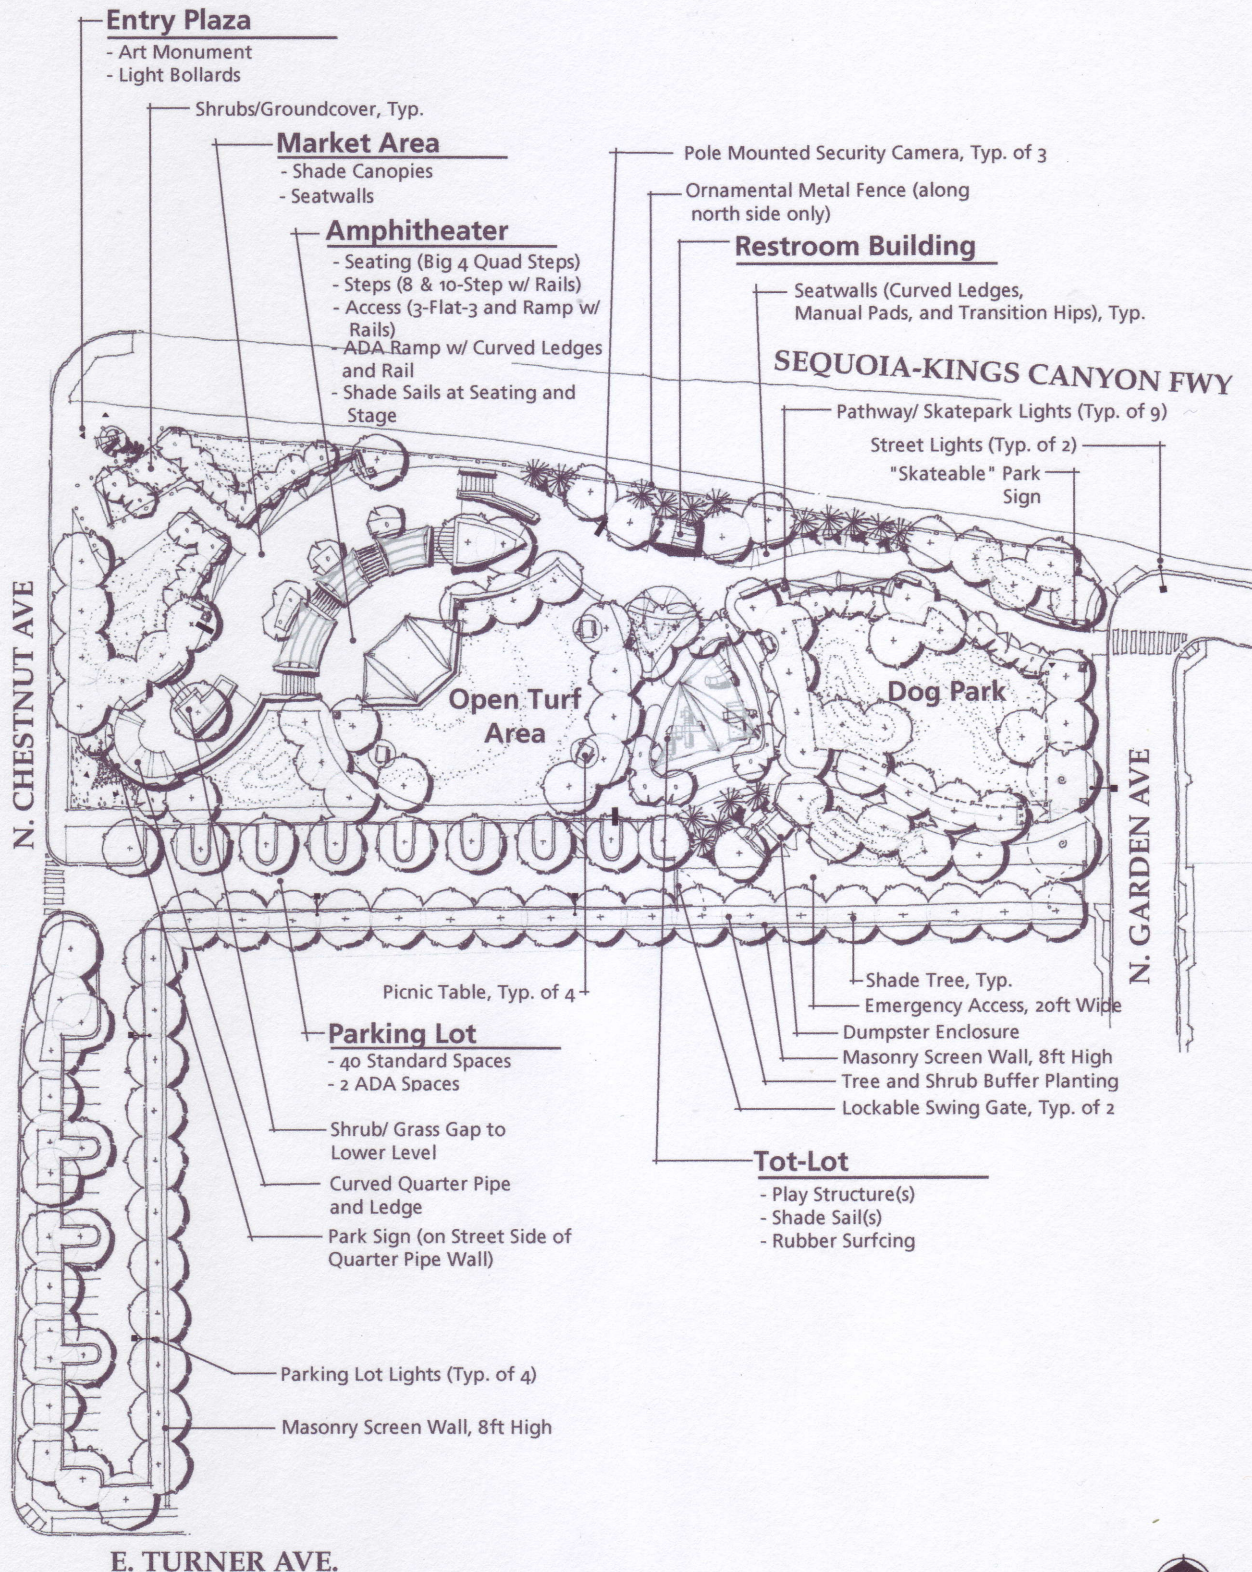 Entry Plaza
- Art Monument
- Light Bollards
Shrubs/Groundcover, Typ.
Market Area
- Shade Canopies
- Seatwalls
Amphitheater
- Seating (Big 4 Quad Steps)
- Steps (8 & 10-Step w/ Rails)
- Access (3-Flat-3 and Ramp w/
Rails)
- ADA Ramp w/ Curved Ledges
and Rail
- Shade Sails at Seating and
Stage
Pole Mounted Security Camera, Typ. of 3
Ornamental Metal Fence (along
north side only)
Restroom Building
Seatwalls (Curved Ledges,
Manual Pads, and Transition Hips), Typ.
SEQUOIA-KINGS CANYON FWY
Pathway/ Skatepark Lights (Typ. of 9)
Street Lights (Typ. of 2)
"Skateable" Park
Sign
N. CHESTNUT AVE
Open Turf
Area
Dog Park
N. GARDEN AVE
Picnic Table, Typ. of 4
Parking Lot
- 40 Standard Spaces
- 2 ADA Spaces
Shrub/ Grass Gap to
Lower Level
Curved Quarter Pipe
and Ledge
Park Sign (on Street Side of
Quarter Pipe Wall)
Shade Tree, Typ.
Emergency Access, 20ft Wide
Dumpster Enclosure
Masonry Screen Wall, 8ft High
Tree and Shrub Buffer Planting
Lockable Swing Gate, Typ. of 2
Tot-Lot
- Play Structure(s)
- Shade Sail(s)
- Rubber Surfcing
Parking Lot Lights (Typ. of 4)
Masonry Screen Wall, 8ft High
E. TURNER AVE.